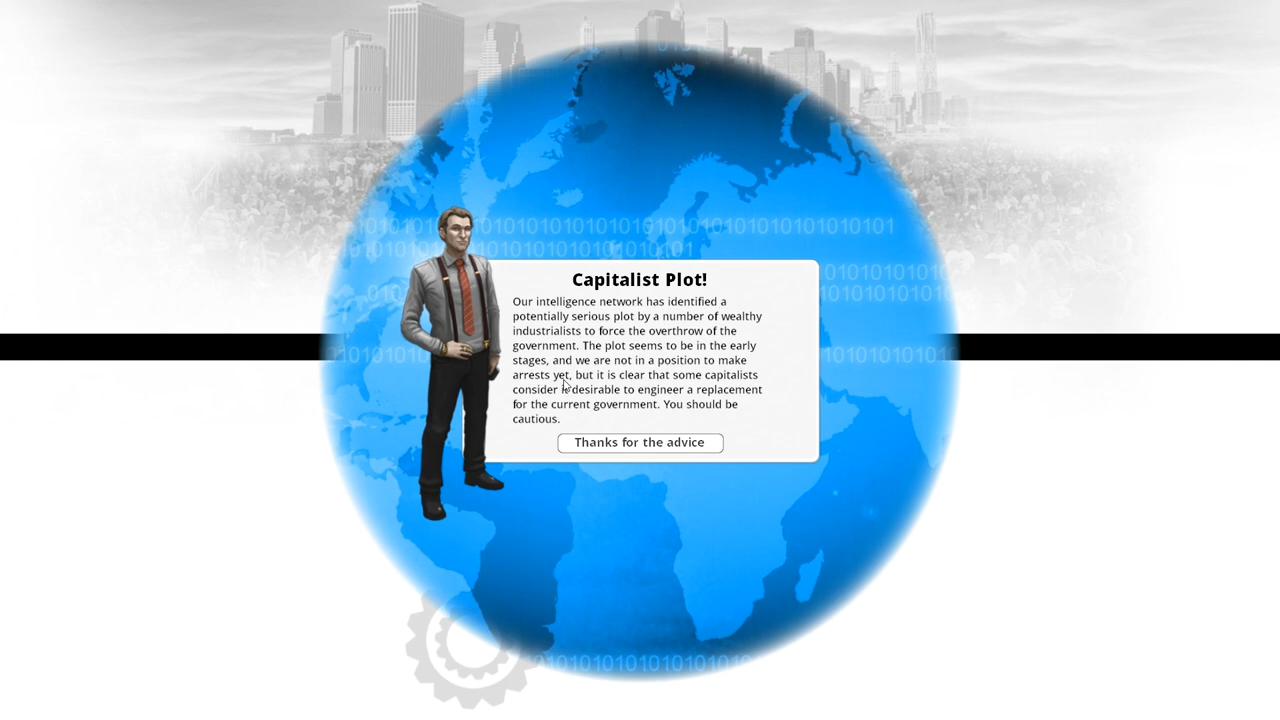 Capitalist Plot!
Our intelligence network has identified a
potentially serious plot by a number of wealthy
industrialists to force the overthrow of the
government. The plot seems to be in the early
stages, and we are not in a position to make
arrests yet, but it is clear that some capitalists
consider it desirable to engineer a replacement
for the current government. You should be
cautious.
Thanks for the advice